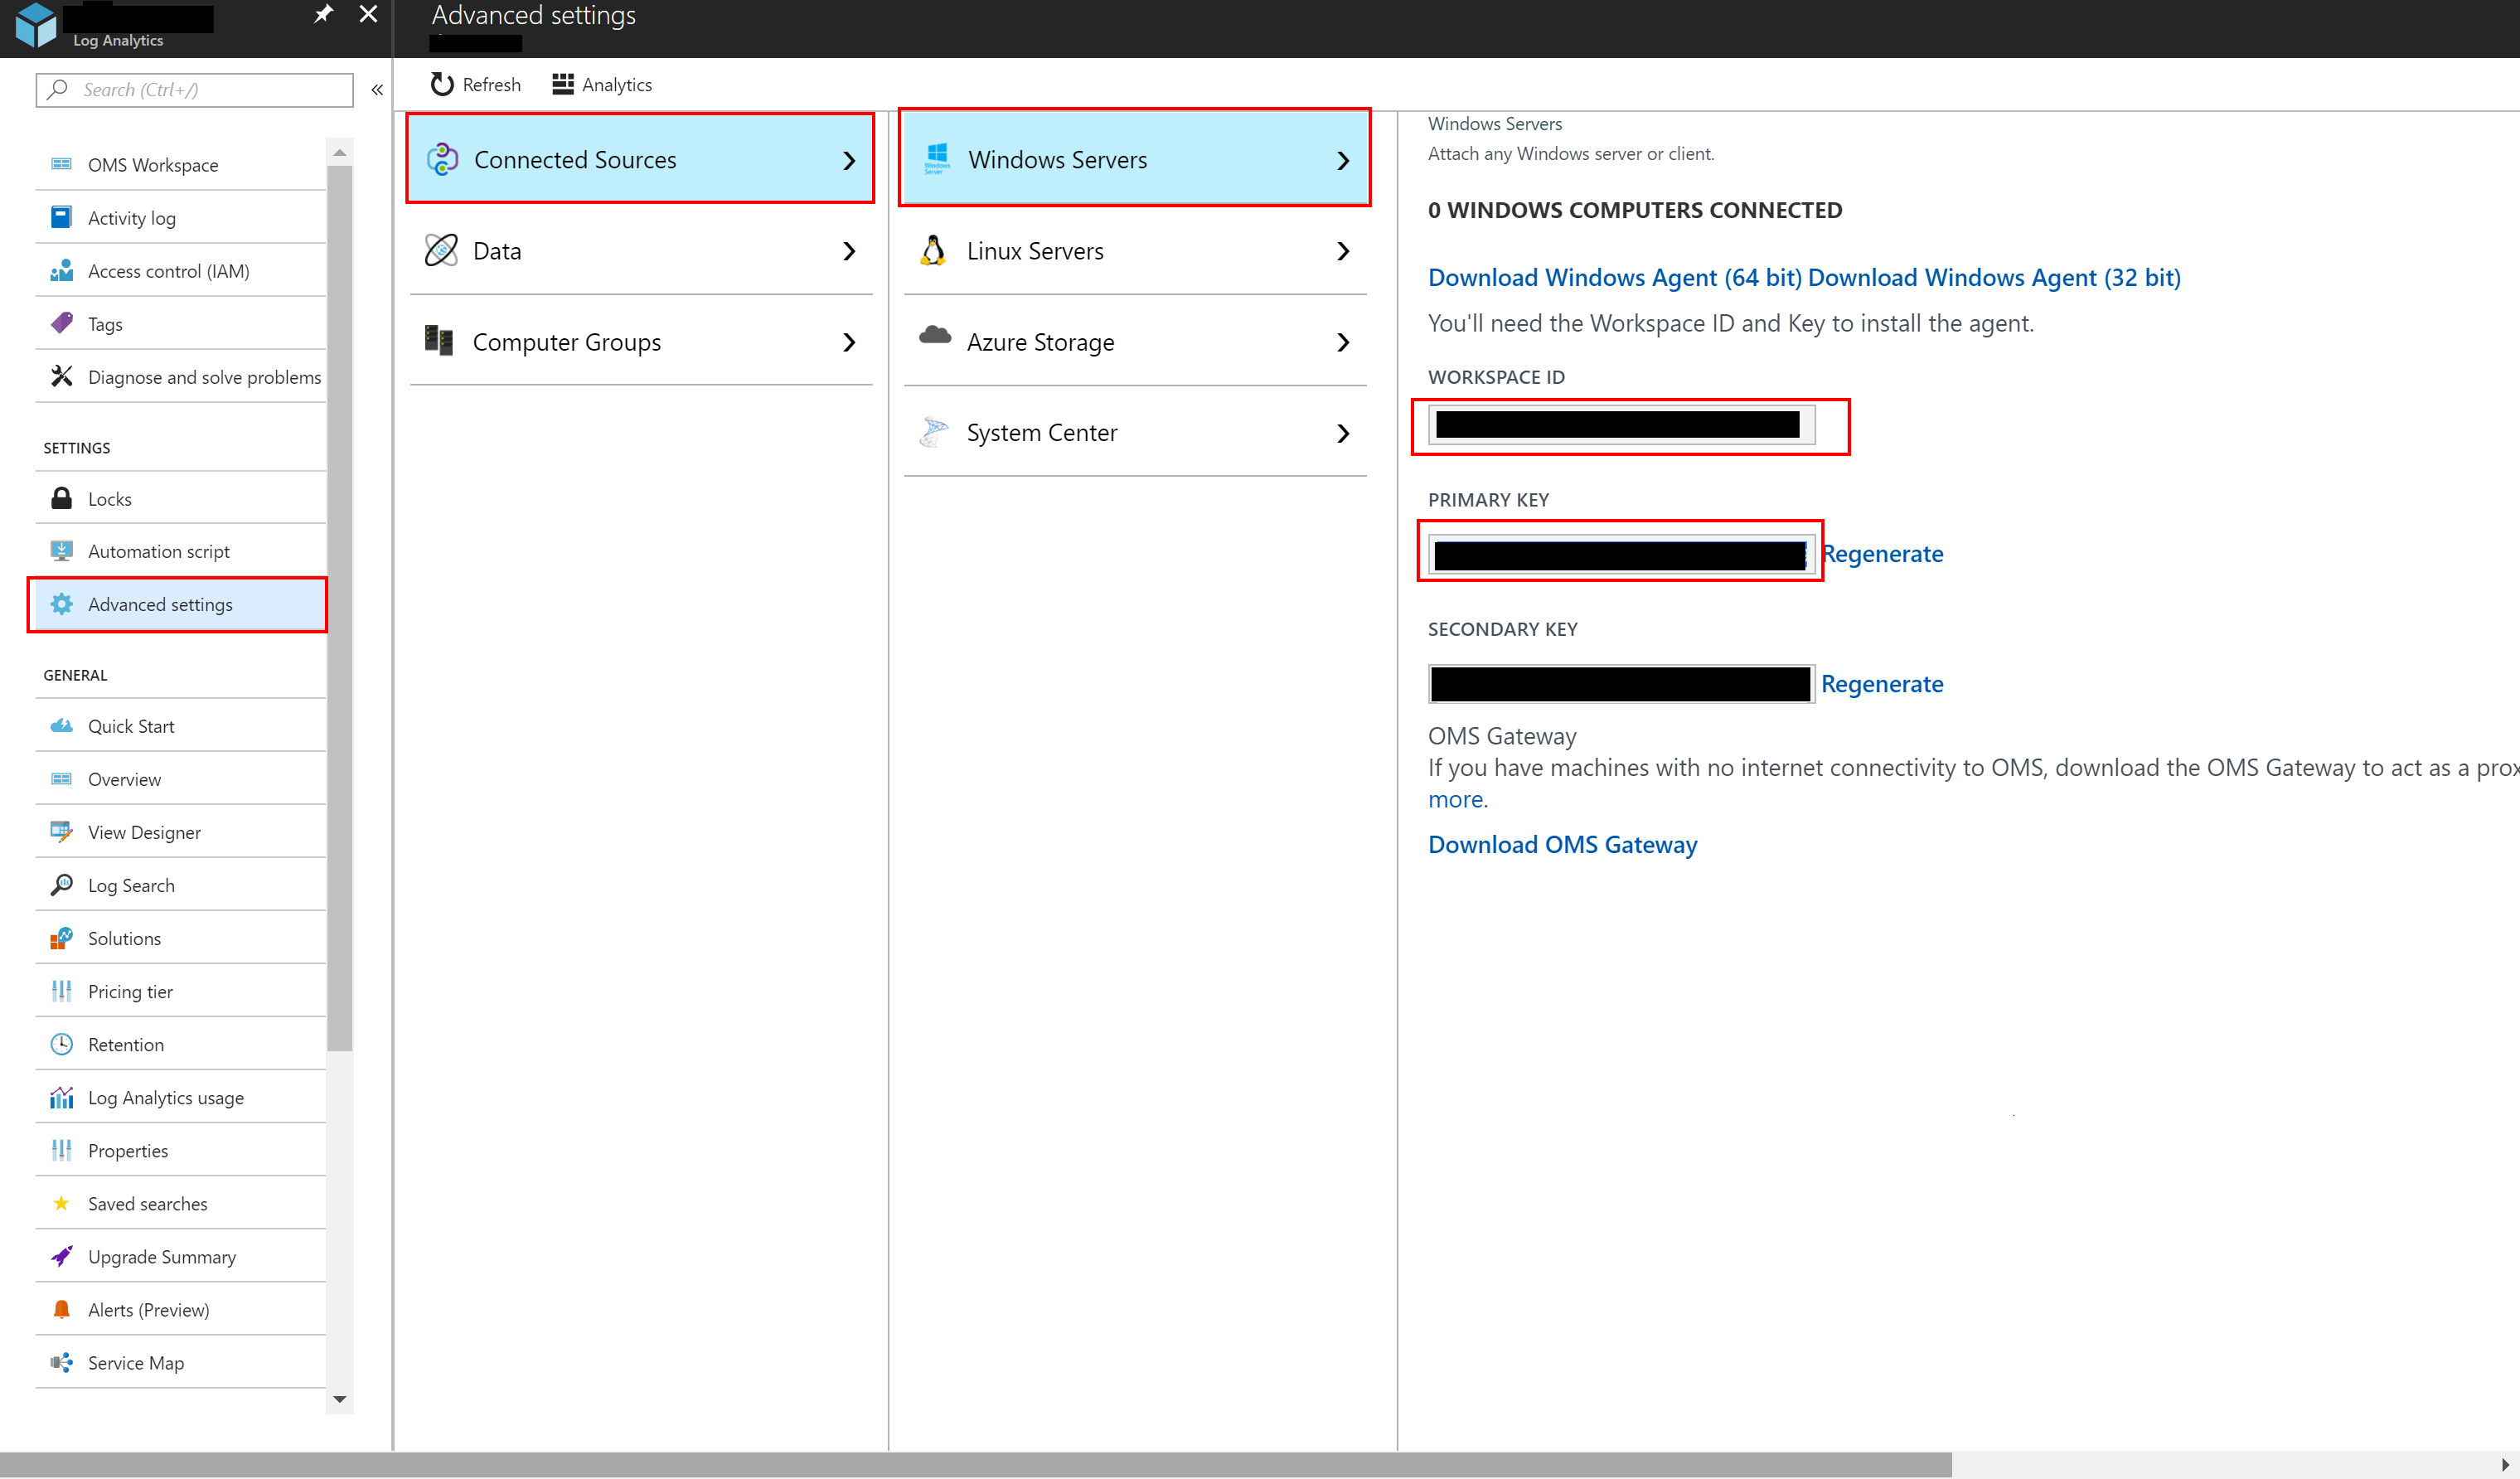 Log Analytics
Advanced settings
Search (Ctrl+/)
«
OMS Workspace
Activity log
Access control (IAM)
Tags
Diagnose and solve problems
SETTINGS
Locks
Automation script
Advanced settings
GENERAL
Quick Start
Overview
View Designer
Log Search
Solutions
Pricing tier
Retention
Log Analytics usage
Properties
Saved searches
Upgrade Summary
Alerts (Preview)
Service Map
Refresh
Analytics
Connected Sources
Data
Computer Groups
Windows Servers
Linux Servers
Azure Storage
System Center
Windows Servers
Attach any Windows server or client.
0 WINDOWS COMPUTERS CONNECTED
Download Windows Agent (64 bit) Download Windows Agent (32 bit)
You'll need the Workspace ID and Key to install the agent.
WORKSPACE ID
PRIMARY KEY
Regenerate
SECONDARY KEY
Regenerate
OMS Gateway
If you have machines with no internet connectivity to OMS, download the OMS Gateway to act as a prox
more.
Download OMS Gateway